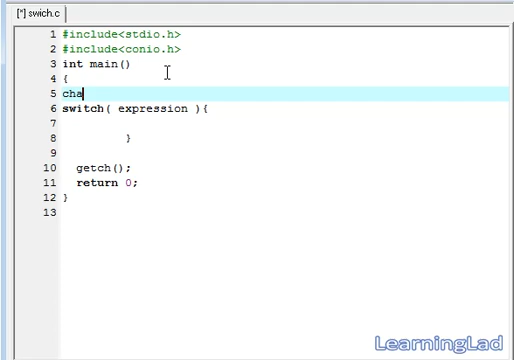 [*] swich.c
1 #include<stdio.h>
2 #include<conio.h>
3 int main()
4 {
5 cha
6 switch( expression ){
7
8 }
9
10 getch();
11 return 0;
12 }
13
LearningLad